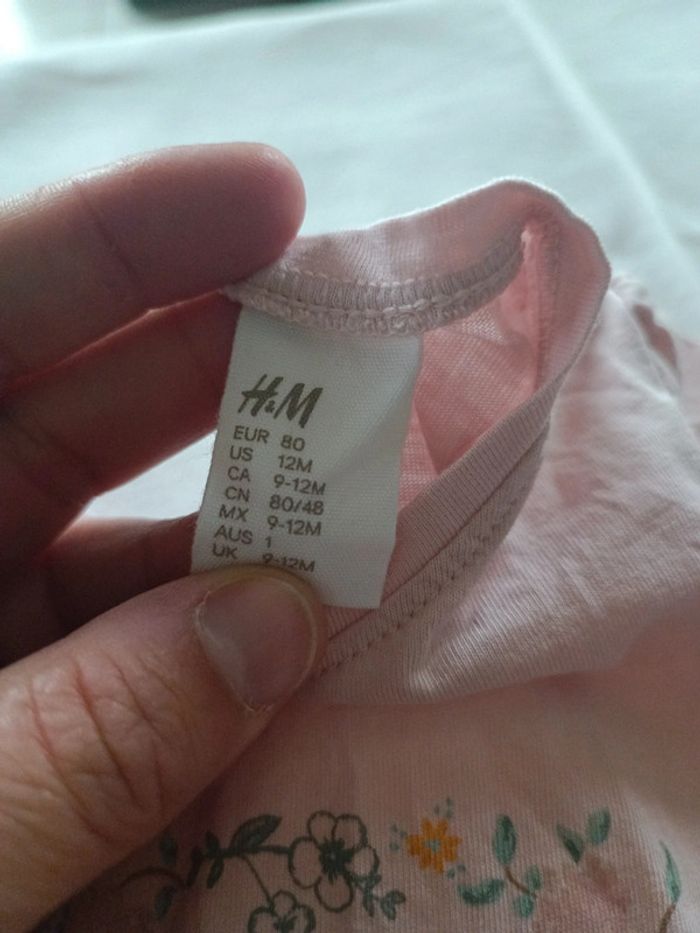 H&M
EUR 80
US 12M
CA 9-12M
CN 80/48
MX 9-12M
AUS 1
UK 9-12M